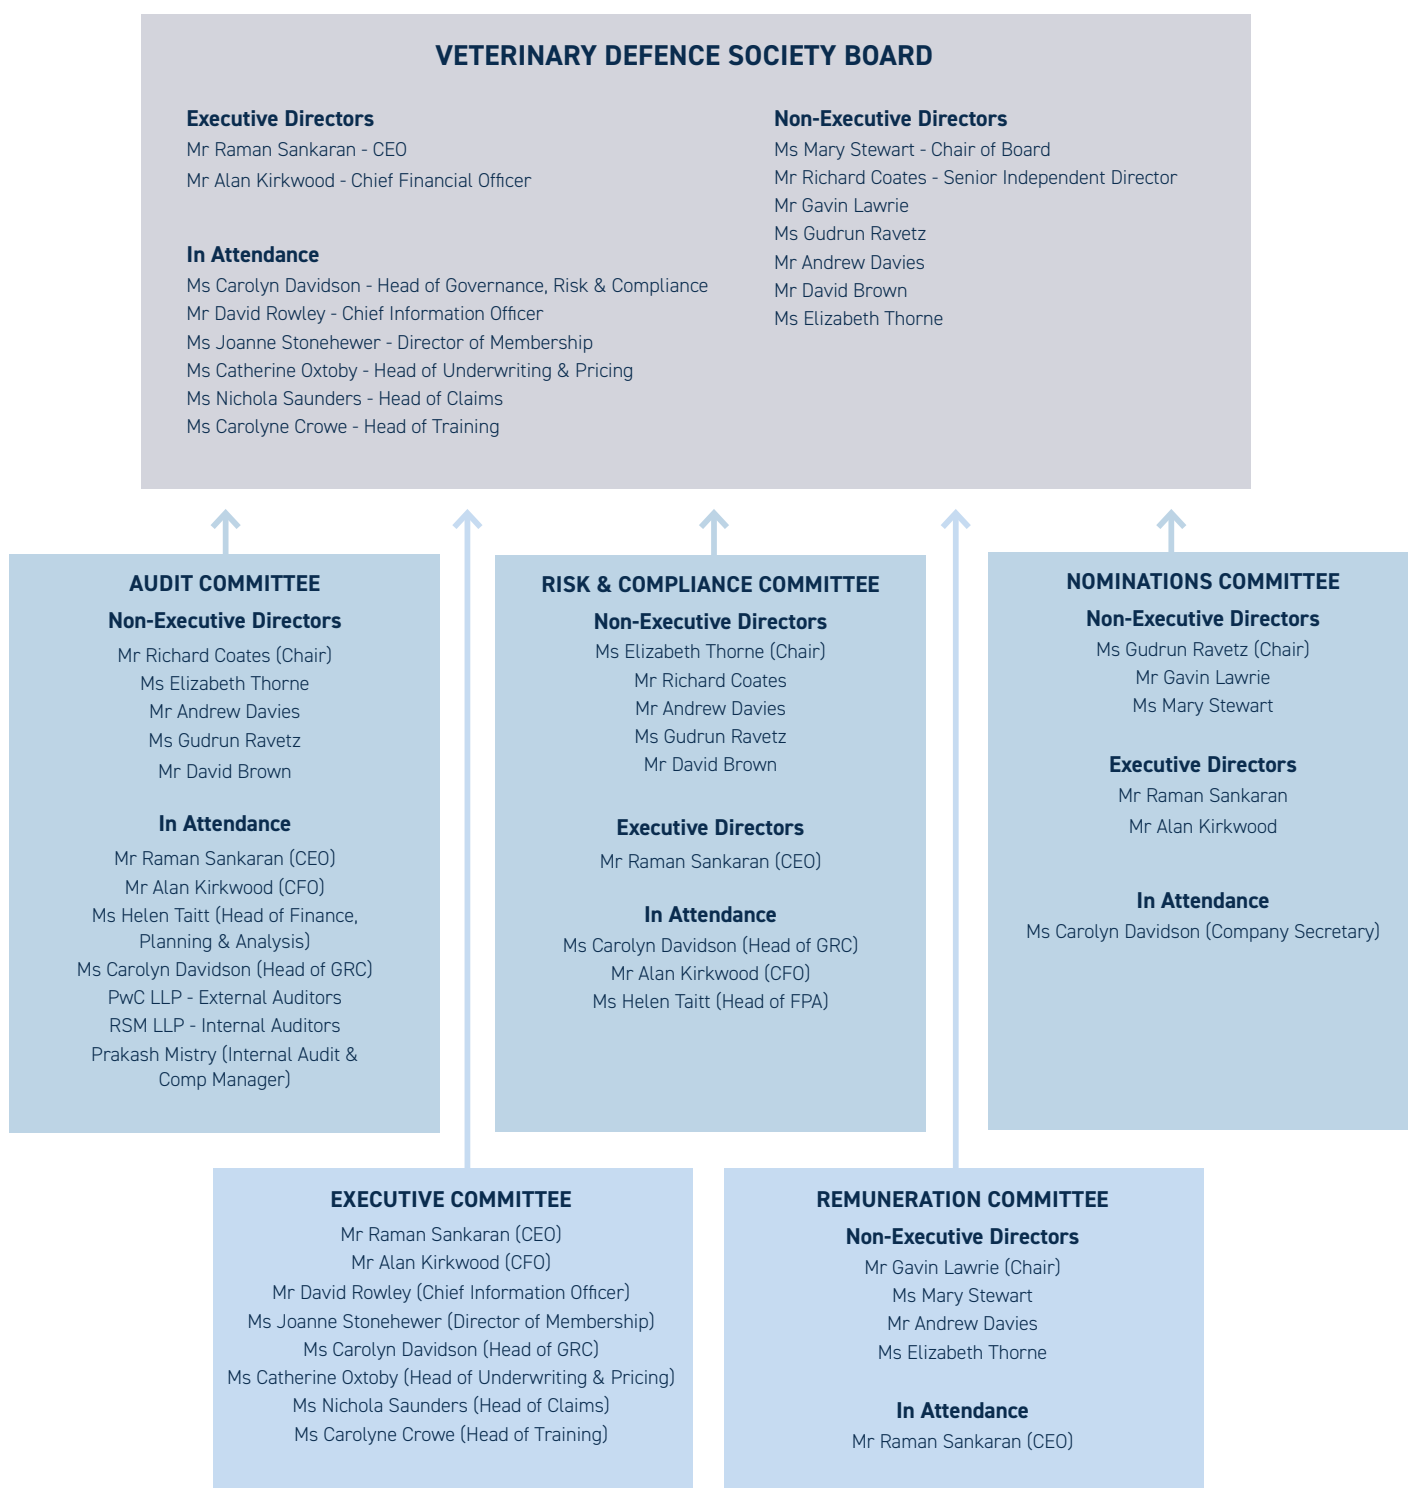 VETERINARY DEFENCE SOCIETY BOARD
Executive Directors
Mr Raman Sankaran - CEO
Mr Alan Kirkwood - Chief Financial Officer
In Attendance
Ms Carolyn Davidson - Head of Governance, Risk & Compliance
Mr David Rowley - Chief Information Officer
Ms Joanne Stonehewer - Director of Membership
Ms Catherine Oxtoby - Head of Underwriting & Pricing
Ms Nichola Saunders - Head of Claims
Ms Carolyne Crowe - Head of Training
Non-Executive Directors
Ms Mary Stewart - Chair of Board
Mr Richard Coates - Senior Independent Director
Mr Gavin Lawrie
Ms Gudrun Ravetz
Mr Andrew Davies
Mr David Brown
Ms Elizabeth Thorne
AUDIT COMMITTEE
Non-Executive Directors
Mr Richard Coates (Chair)
Ms Elizabeth Thorne
Mr Andrew Davies
Ms Gudrun Ravetz
Mr David Brown
In Attendance
Mr Raman Sankaran (CEO)
Mr Alan Kirkwood (CFO)
Ms Helen Taitt (Head of Finance,
Planning & Analysis)
Ms Carolyn Davidson (Head of GRC)
PwC LLP - External Auditors
RSM LLP - Internal Auditors
Prakash Mistry (Internal Audit &
Comp Manager)
RISK & COMPLIANCE COMMITTEE
Non-Executive Directors
Ms Elizabeth Thorne (Chair)
Mr Richard Coates
Mr Andrew Davies
Ms Gudrun Ravetz
Mr David Brown
Executive Directors
Mr Raman Sankaran (CEO)
In Attendance
Ms Carolyn Davidson (Head of GRC)
Mr Alan Kirkwood (CFO)
Ms Helen Taitt (Head of FPA)
NOMINATIONS COMMITTEE
Non-Executive Directors
Ms Gudrun Ravetz (Chair)
Mr Gavin Lawrie
Ms Mary Stewart
Executive Directors
Mr Raman Sankaran
Mr Alan Kirkwood
In Attendance
Ms Carolyn Davidson (Company Secretary)
EXECUTIVE COMMITTEE
Mr Raman Sankaran (CEO)
Mr Alan Kirkwood (CFO)
Mr David Rowley (Chief Information Officer)
Ms Joanne Stonehewer (Director of Membership)
Ms Carolyn Davidson (Head of GRC)
Ms Catherine Oxtoby (Head of Underwriting & Pricing)
Ms Nichola Saunders (Head of Claims)
Ms Carolyne Crowe (Head of Training)
REMUNERATION COMMITTEE
Non-Executive Directors
Mr Gavin Lawrie (Chair)
Ms Mary Stewart
Mr Andrew Davies
Ms Elizabeth Thorne
In Attendance
Mr Raman Sankaran (CEO)